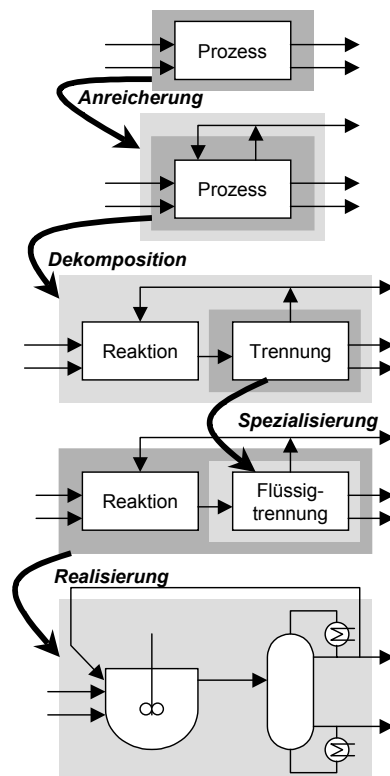 Prozess
Anreicherung
Prozess
Dekomposition
Reaktion
Trennung
Spezialisierung
Reaktion
Flüssig-
trennung
Realisierung